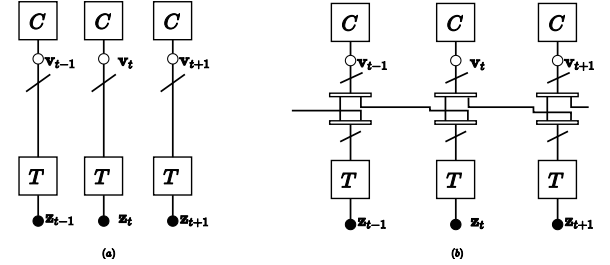 C C C C C C
v_{t-1} v_t v_{t+1} v_{t-1} v_t v_{t+1}
T T T T T T
z_{t-1} z_t z_{t+1} z_{t-1} z_t z_{t+1}
(a) (b)